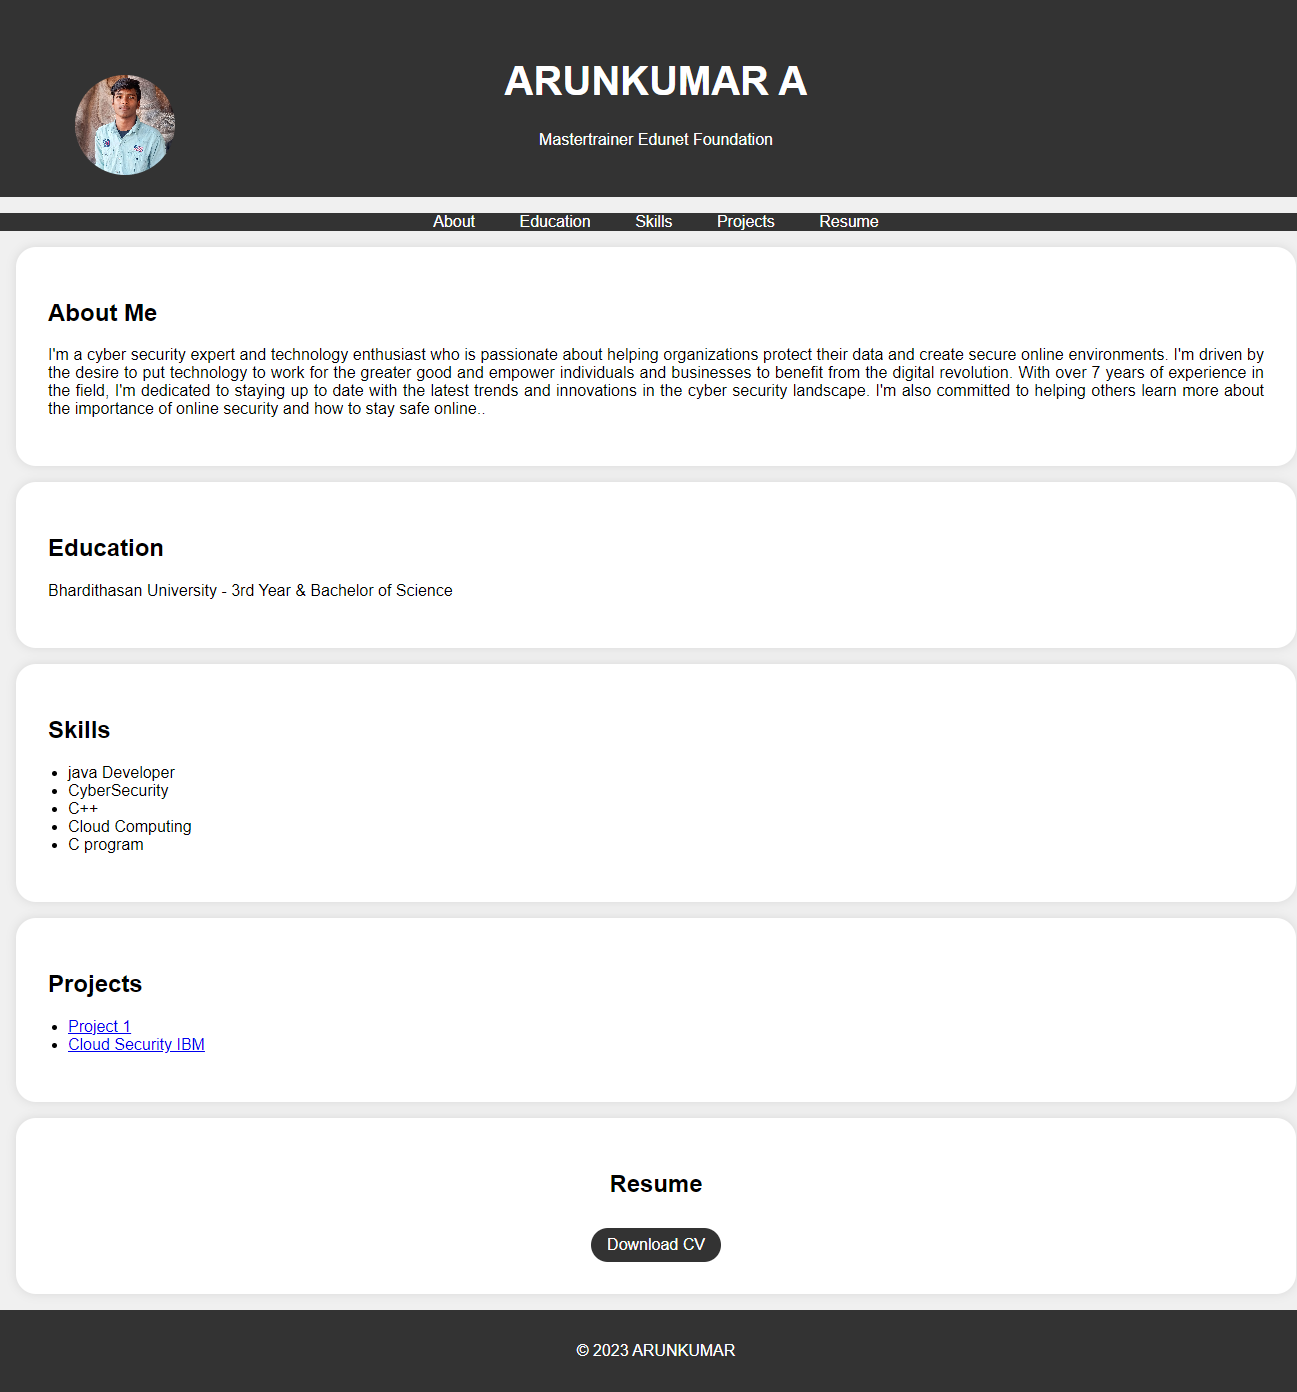 ARUNKUMAR A
Mastertrainer Edunet Foundation
About Education Skills Projects Resume
About Me
I'm a cyber security expert and technology enthusiast who is passionate about helping organizations protect their data and create secure online environments. I'm driven by
the desire to put technology to work for the greater good and empower individuals and businesses to benefit from the digital revolution. With over 7 years of experience in
the field, I'm dedicated to staying up to date with the latest trends and innovations in the cyber security landscape. I'm also committed to helping others learn more about
the importance of online security and how to stay safe online..
Education
Bhardithasan University - 3rd Year & Bachelor of Science
Skills
java Developer
CyberSecurity
C++
Cloud Computing
C program
Projects
Project 1
Cloud Security IBM
Resume
Download CV
© 2023 ARUNKUMAR